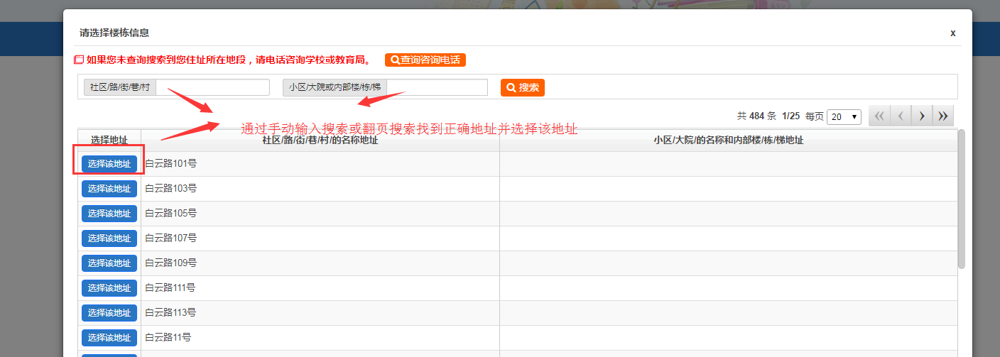 请选择楼栋信息 x
如果您未查询搜索到您住址所在地段，请电话咨询学校或教育局。 查询咨询电话
社区/路/街/巷/村 小区/大院或内部楼/栋/梯 搜索
共 484 条 1/25 每页 20
通过手动输入搜索或翻页搜索找到正确地址并选择该地址
选择地址 社区/路/街/巷/村/的名称地址 小区/大院/的名称和内部楼/栋/梯地址
选择该地址 白云路101号
选择该地址 白云路103号
选择该地址 白云路105号
选择该地址 白云路107号
选择该地址 白云路109号
选择该地址 白云路111号
选择该地址 白云路113号
选择该地址 白云路11号